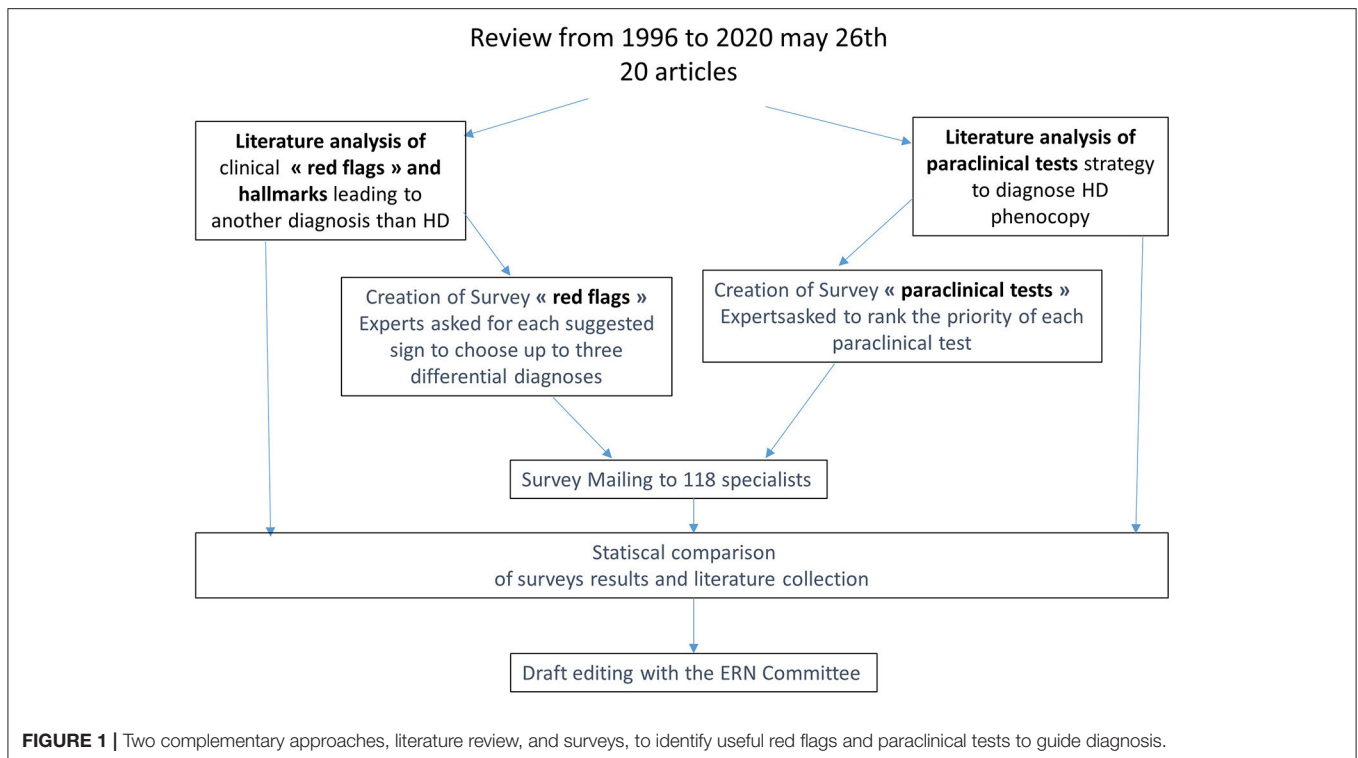 Review from 1996 to 2020 may 26th
20 articles
Literature analysis of
clinical « red flags » and
hallmarks leading to
another diagnosis than HD
Literature analysis of
paraclinical tests strategy
to diagnose HD
phenocopy
Creation of Survey « red flags »
Experts asked for each suggested
sign to choose up to three
differential diagnoses
Creation of Survey « paraclinical tests »
Expertsasked to rank the priority of each
paraclinical test
Survey Mailing to 118 specialists
Statiscal comparison
of surveys results and literature collection
Draft editing with the ERN Committee
FIGURE 1 | Two complementary approaches, literature review, and surveys, to identify useful red flags and paraclinical tests to guide diagnosis.